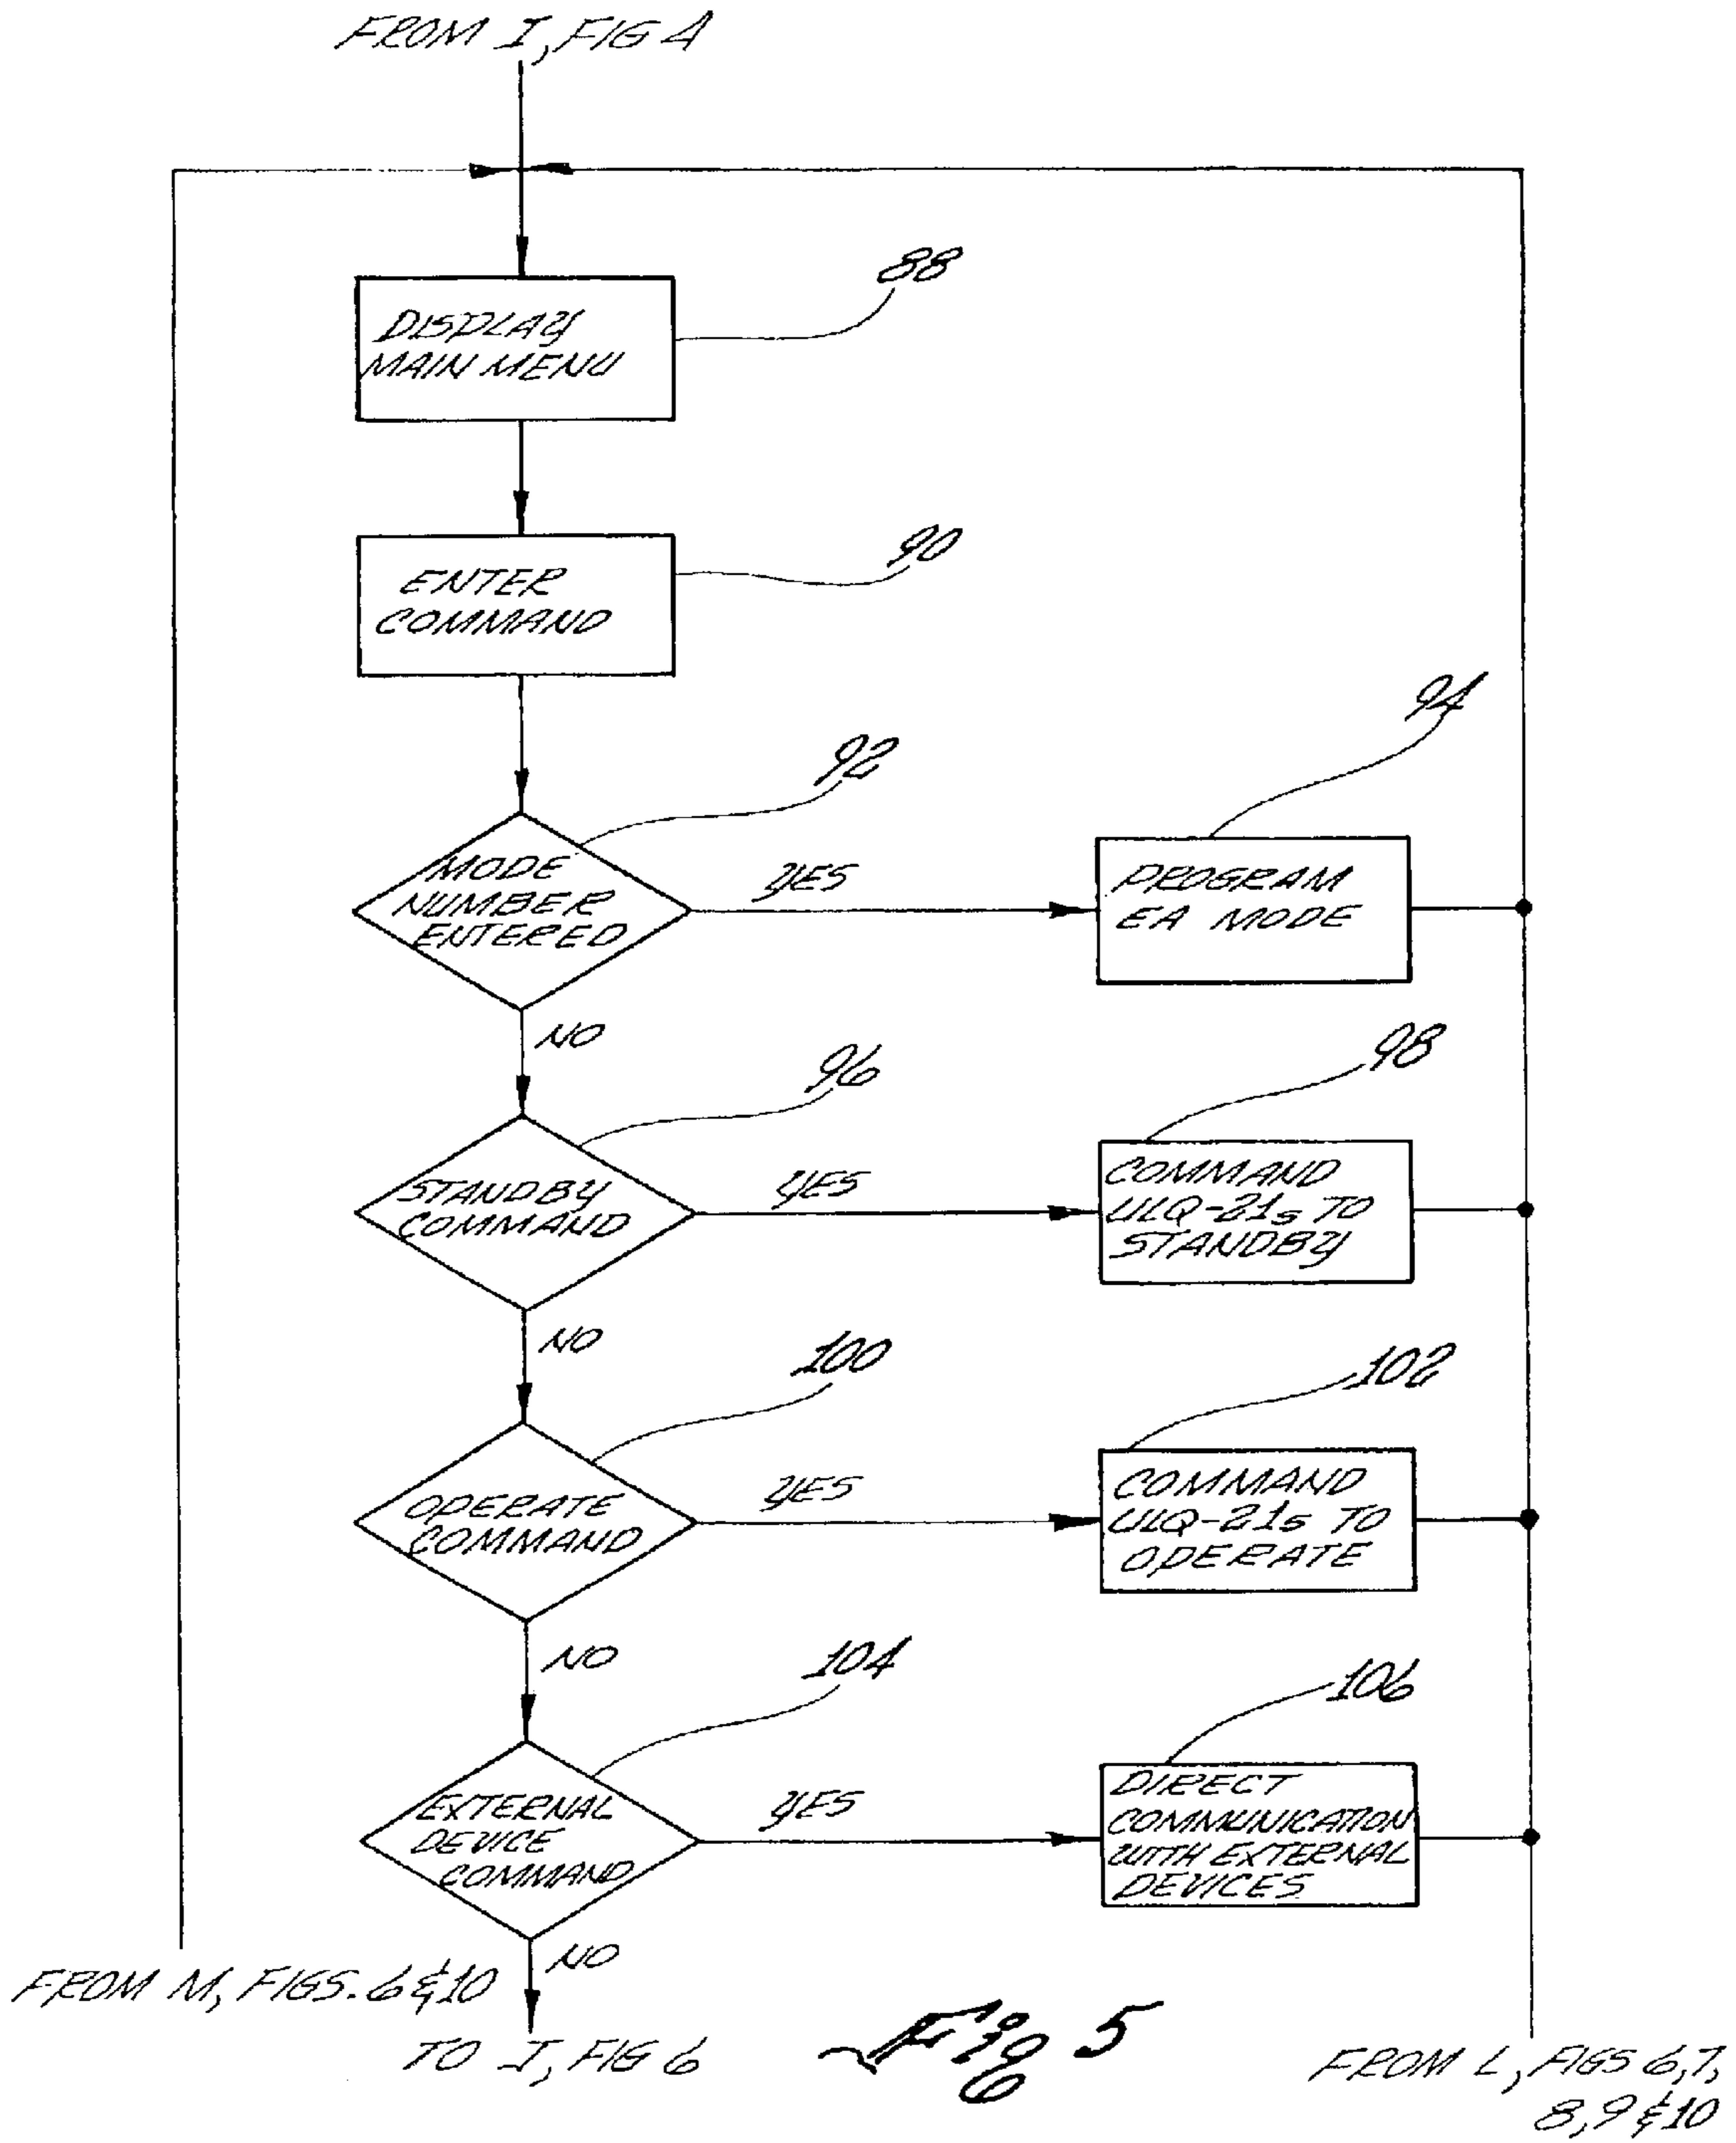 FROM I, FIG 4
88
DISPLAY
MAIN MENU
90
ENTER
COMMAND
94
92
MODE
NUMBER
ENTERED
YES
PROGRAM
EA MODE
NO
98
96
STANDBY
COMMAND
YES
COMMAND
ULQ-21s TO
STANDBY
NO
100
102
OPERATE
COMMAND
YES
COMMAND
ULQ-21s TO
OPERATE
NO
104
106
EXTERNAL
DEVICE
COMMAND
YES
DIRECT
COMMUNICATION
WITH EXTERNAL
DEVICES
NO
FROM M, FIGS. 6 & 10
TO J, FIG 6
Fig 5
FROM L, FIGS 6, 7,
8, 9 & 10